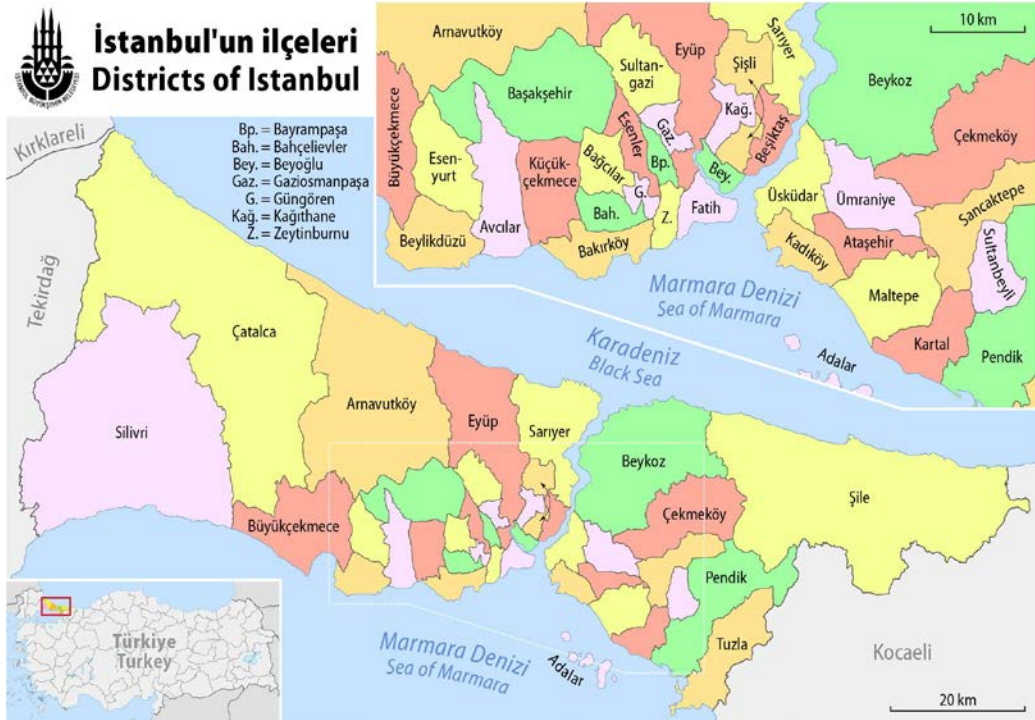 İSTANBUL BÜYÜKŞEHİR BELEDİYESİ
İstanbul'un ilçeleri
Districts of Istanbul
Bp. = Bayrampaşa
Bah. = Bahçelievler
Bey. = Beyoğlu
Gaz. = Gaziosmanpaşa
G. = Güngören
Kağ. = Kağıthane
Z. = Zeytinburnu
10 km
Arnavutköy
Eyüp
Sarıyer
Sultan-
gazi
Şişli
Beykoz
Başakşehir
Büyükçekmece
Kağ.
Esenler
Gaz.
Beşiktaş
Çekmeköy
Esen-
yurt
Küçük-
çekmece
Bağcılar
Bp.
Bey.
G.
Üsküdar
Ümraniye
Sancaktepe
Avcılar
Bah.
Z.
Fatih
Beylikdüzü
Bakırköy
Kadıköy
Ataşehir
Sultanbeyli
Marmara Denizi
Sea of Marmara
Maltepe
Kartal
Pendik
Adalar
Kırklareli
Tekirdağ
Çatalca
Karadeniz
Black Sea
Silivri
Arnavutköy
Eyüp
Sarıyer
Beykoz
Şile
Büyükçekmece
Çekmeköy
Pendik
Tuzla
Kocaeli
Marmara Denizi
Sea of Marmara
Adalar
Türkiye
Turkey
20 km